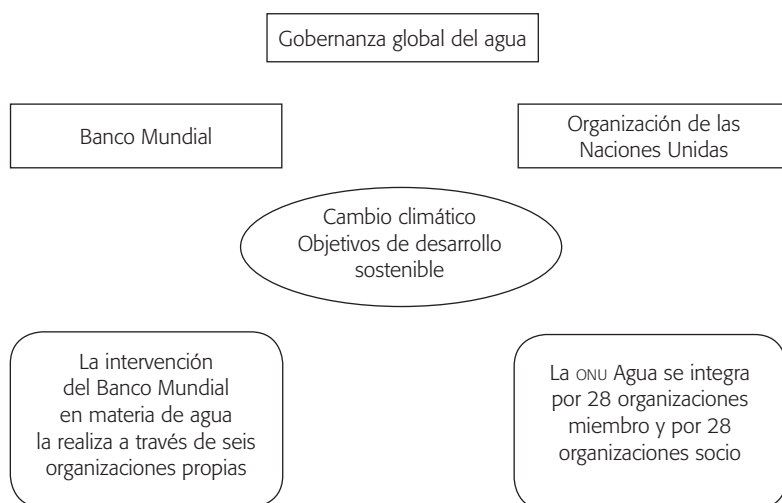 Gobernanza global del agua
Banco Mundial
Organización de las
Naciones Unidas
Cambio climático
Objetivos de desarrollo
sostenible
La intervención
del Banco Mundial
en materia de agua
la realiza a través de seis
organizaciones propias
La ONU Agua se integra
por 28 organizaciones
miembro y por 28
organizaciones socio